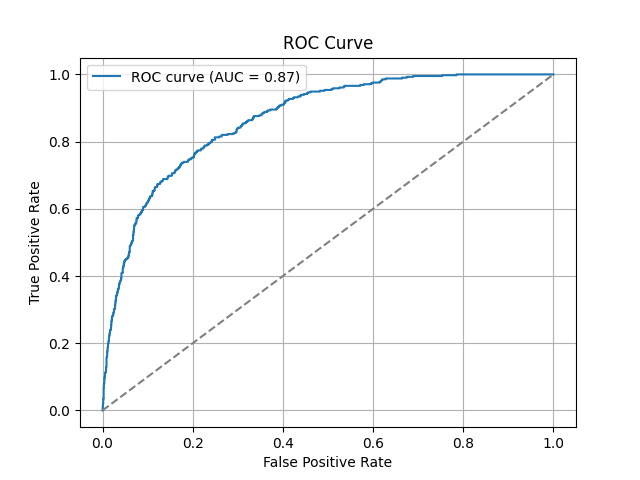 ROC Curve
ROC curve (AUC = 0.87)
1.0
0.8
0.6
0.4
0.2
0.0
True Positive Rate
0.0 0.2 0.4 0.6 0.8 1.0
False Positive Rate